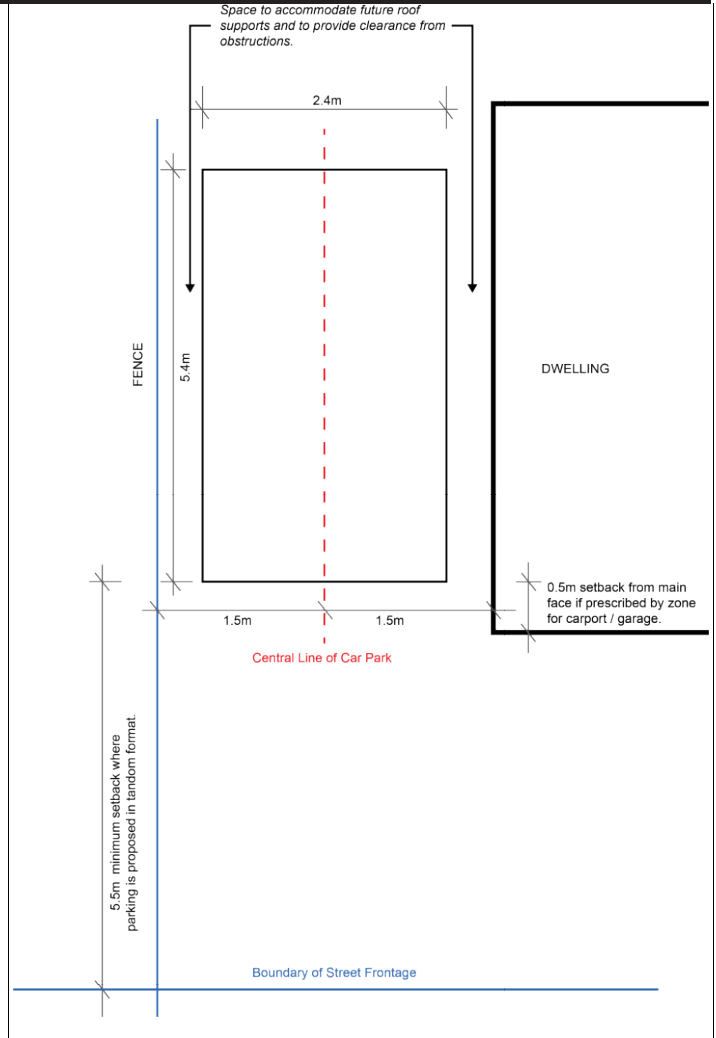 Space to accommodate future roof
supports and to provide clearance from
obstructions.
2.4m
FENCE
5.4m
DWELLING
0.5m setback from main
face if prescribed by zone
for carport / garage.
1.5m
1.5m
Central Line of Car Park
5.5m minimum setback where
parking is proposed in tandom format.
Boundary of Street Frontage